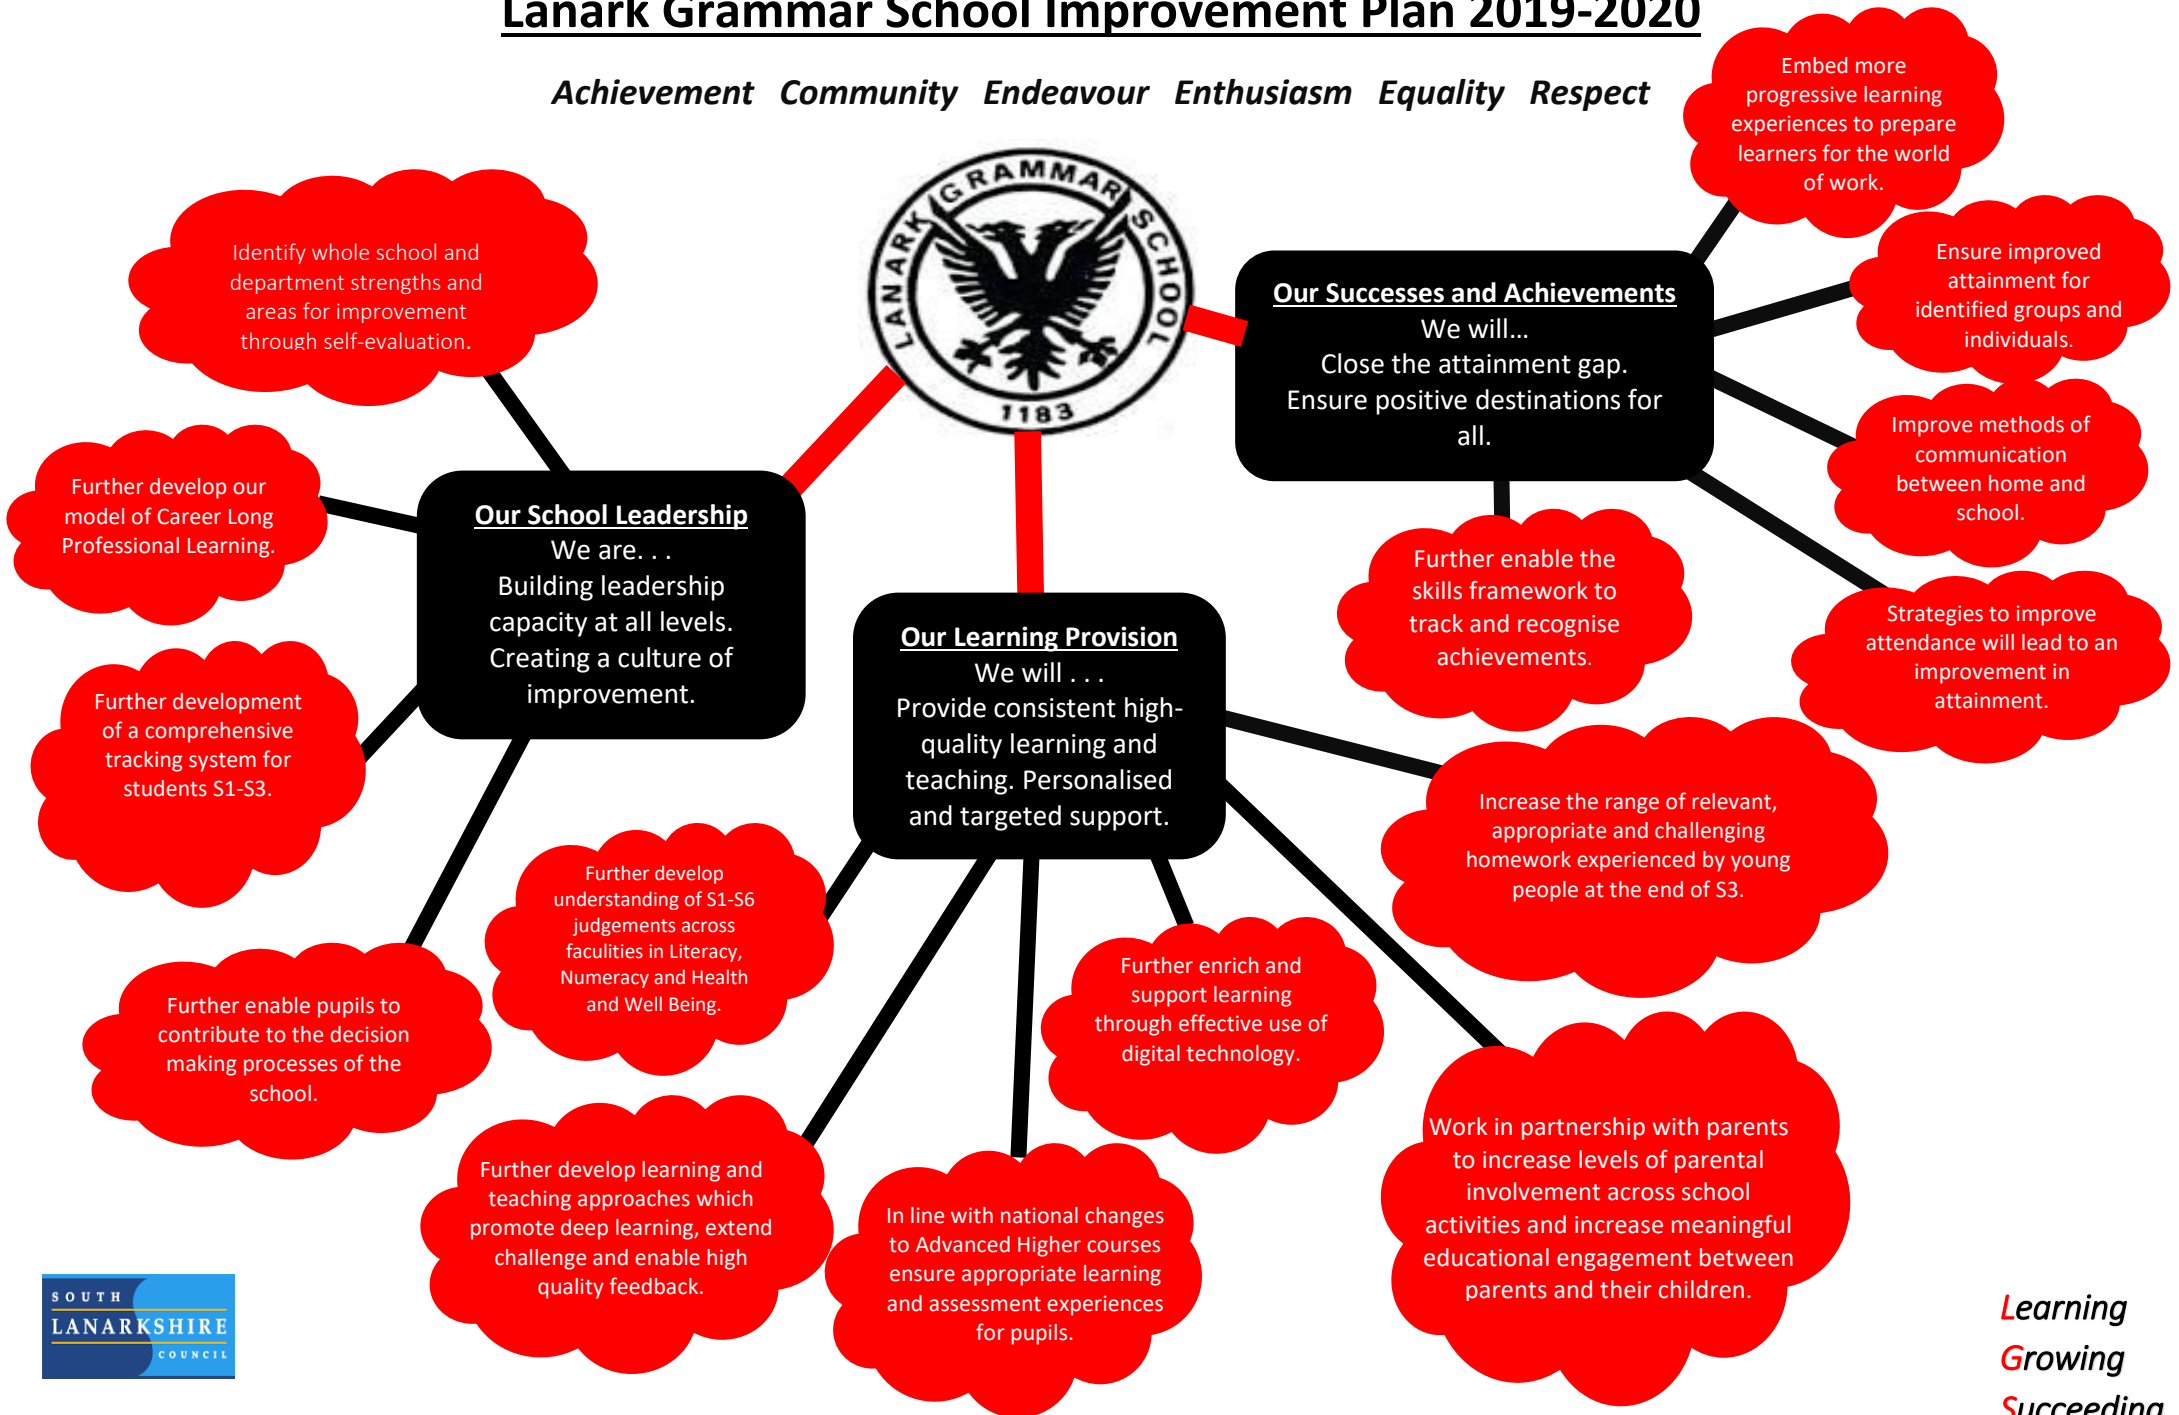 Lanark Grammar School Improvement Plan 2019-2020
Achievement Community Endeavour Enthusiasm Equality Respect
LANARK GRAMMAR SCHOOL
1183
Identify whole school and
department strengths and
areas for improvement
through self-evaluation.
Further develop our
model of Career Long
Professional Learning.
Further development
of a comprehensive
tracking system for
students S1-S3.
Further enable pupils to
contribute to the decision
making processes of the
school.
Our School Leadership
We are. . .
Building leadership
capacity at all levels.
Creating a culture of
improvement.
Our Learning Provision
We will . . .
Provide consistent high-
quality learning and
teaching. Personalised
and targeted support.
Our Successes and Achievements
We will…
Close the attainment gap.
Ensure positive destinations for
all.
Embed more
progressive learning
experiences to prepare
learners for the world
of work.
Ensure improved
attainment for
identified groups and
individuals.
Improve methods of
communication
between home and
school.
Strategies to improve
attendance will lead to an
improvement in
attainment.
Further enable the
skills framework to
track and recognise
achievements.
Increase the range of relevant,
appropriate and challenging
homework experienced by young
people at the end of S3.
Further develop
understanding of S1-S6
judgements across
faculities in Literacy,
Numeracy and Health
and Well Being.
Further enrich and
support learning
through effective use of
digital technology.
Further develop learning and
teaching approaches which
promote deep learning, extend
challenge and enable high
quality feedback.
In line with national changes
to Advanced Higher courses
ensure appropriate learning
and assessment experiences
for pupils.
Work in partnership with parents
to increase levels of parental
involvement across school
activities and increase meaningful
educational engagement between
parents and their children.
SOUTH
LANARKSHIRE
COUNCIL
Learning
Growing
Succeeding